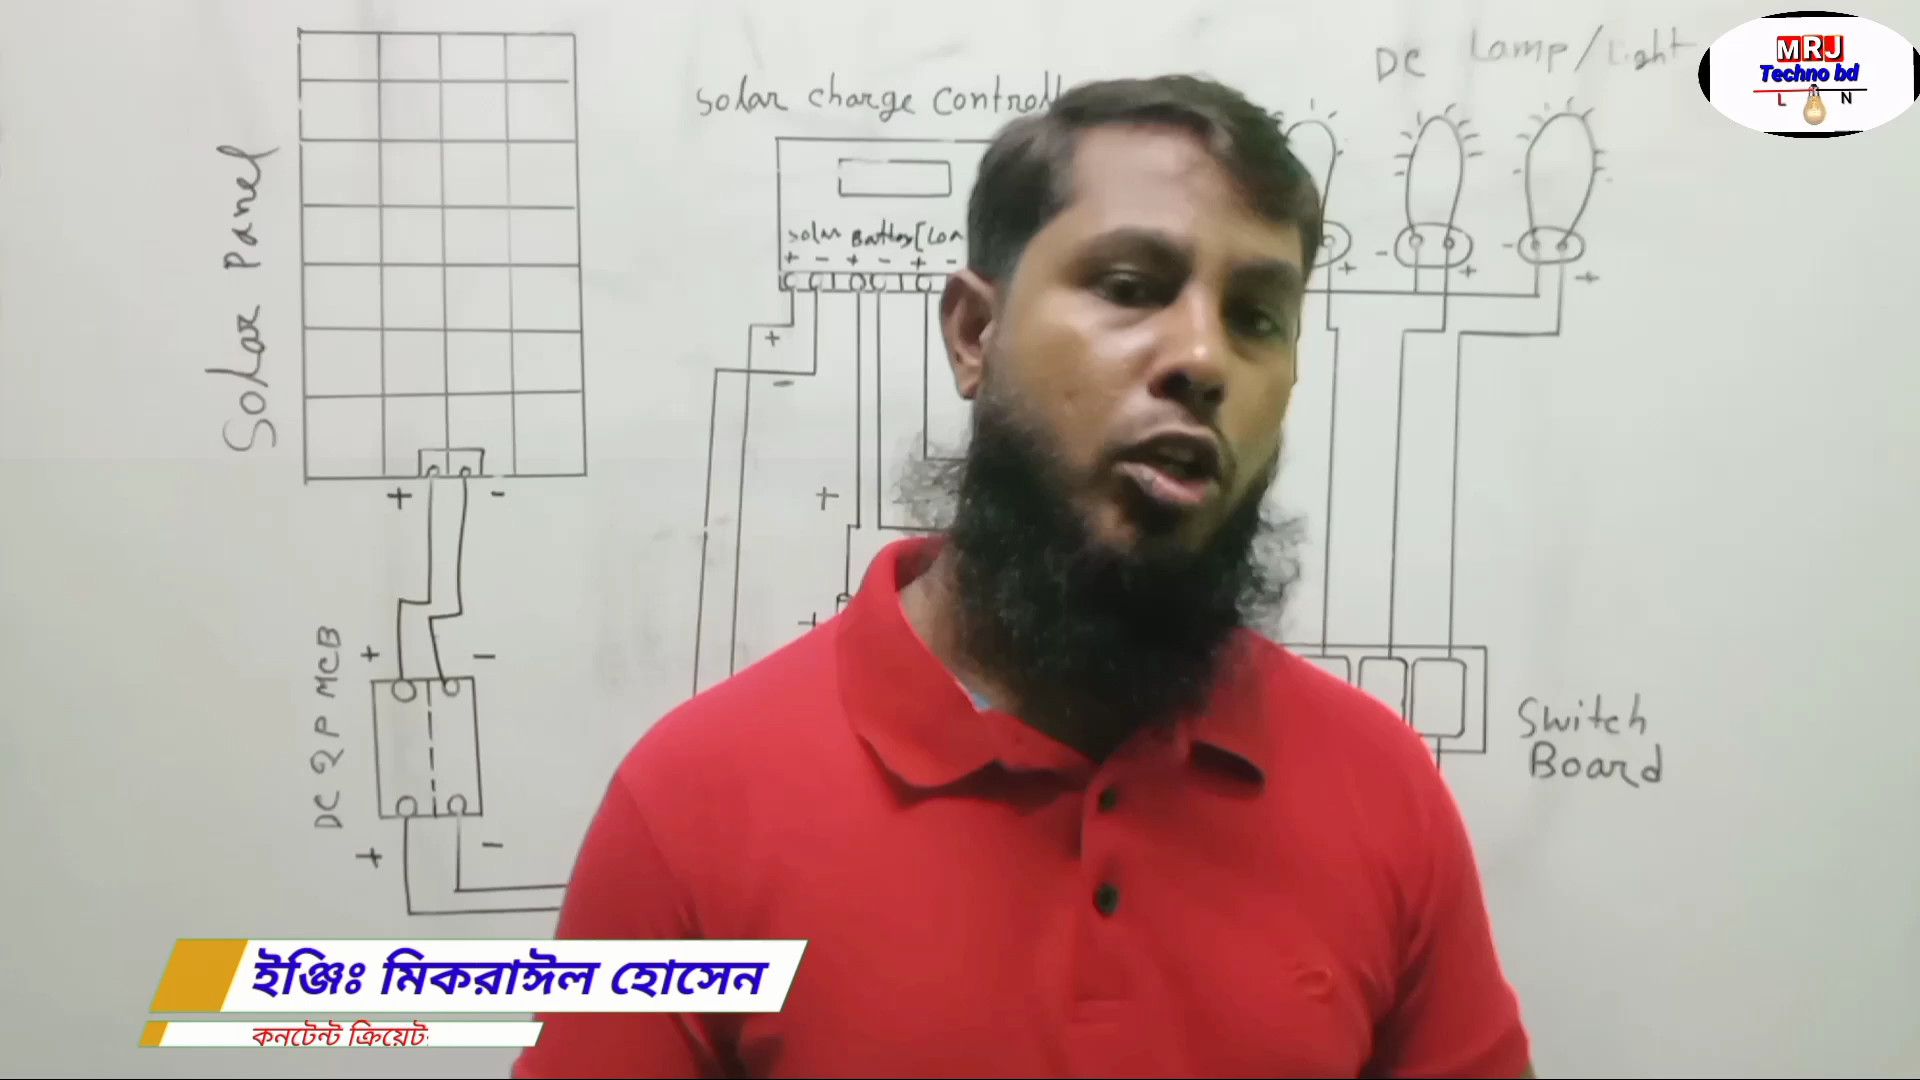 MRJ
Techno bd
L N
DC Lamp/Light
Solar charge Controll
Solar Battery Loa
+ - + - + -
Solar Panel
+ -
+ -
DC 2P MCB
+ -
+
-
+
+
- +
- +
+
Switch
Board
ইঞ্জিঃ মিকরাঈল হোসেন
কনটেন্ট ক্রিয়েট